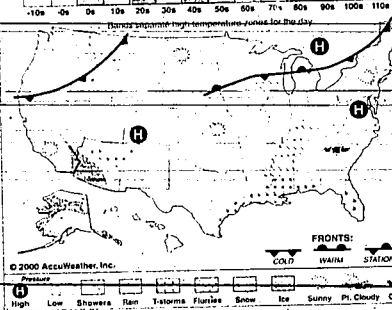 -10s -0s 0s 10s 20s 30s 40s 50s 60s 70s 80s 90s 100s 110s
Bands separate high temperature zones for the day.
H
H
H
FRONTS:
COLD WARM STATION
© 2000 AccuWeather, Inc.
Pressure
H
High Low Showers Rain T-storms Flurries Snow Ice Sunny Pt. Cloudy